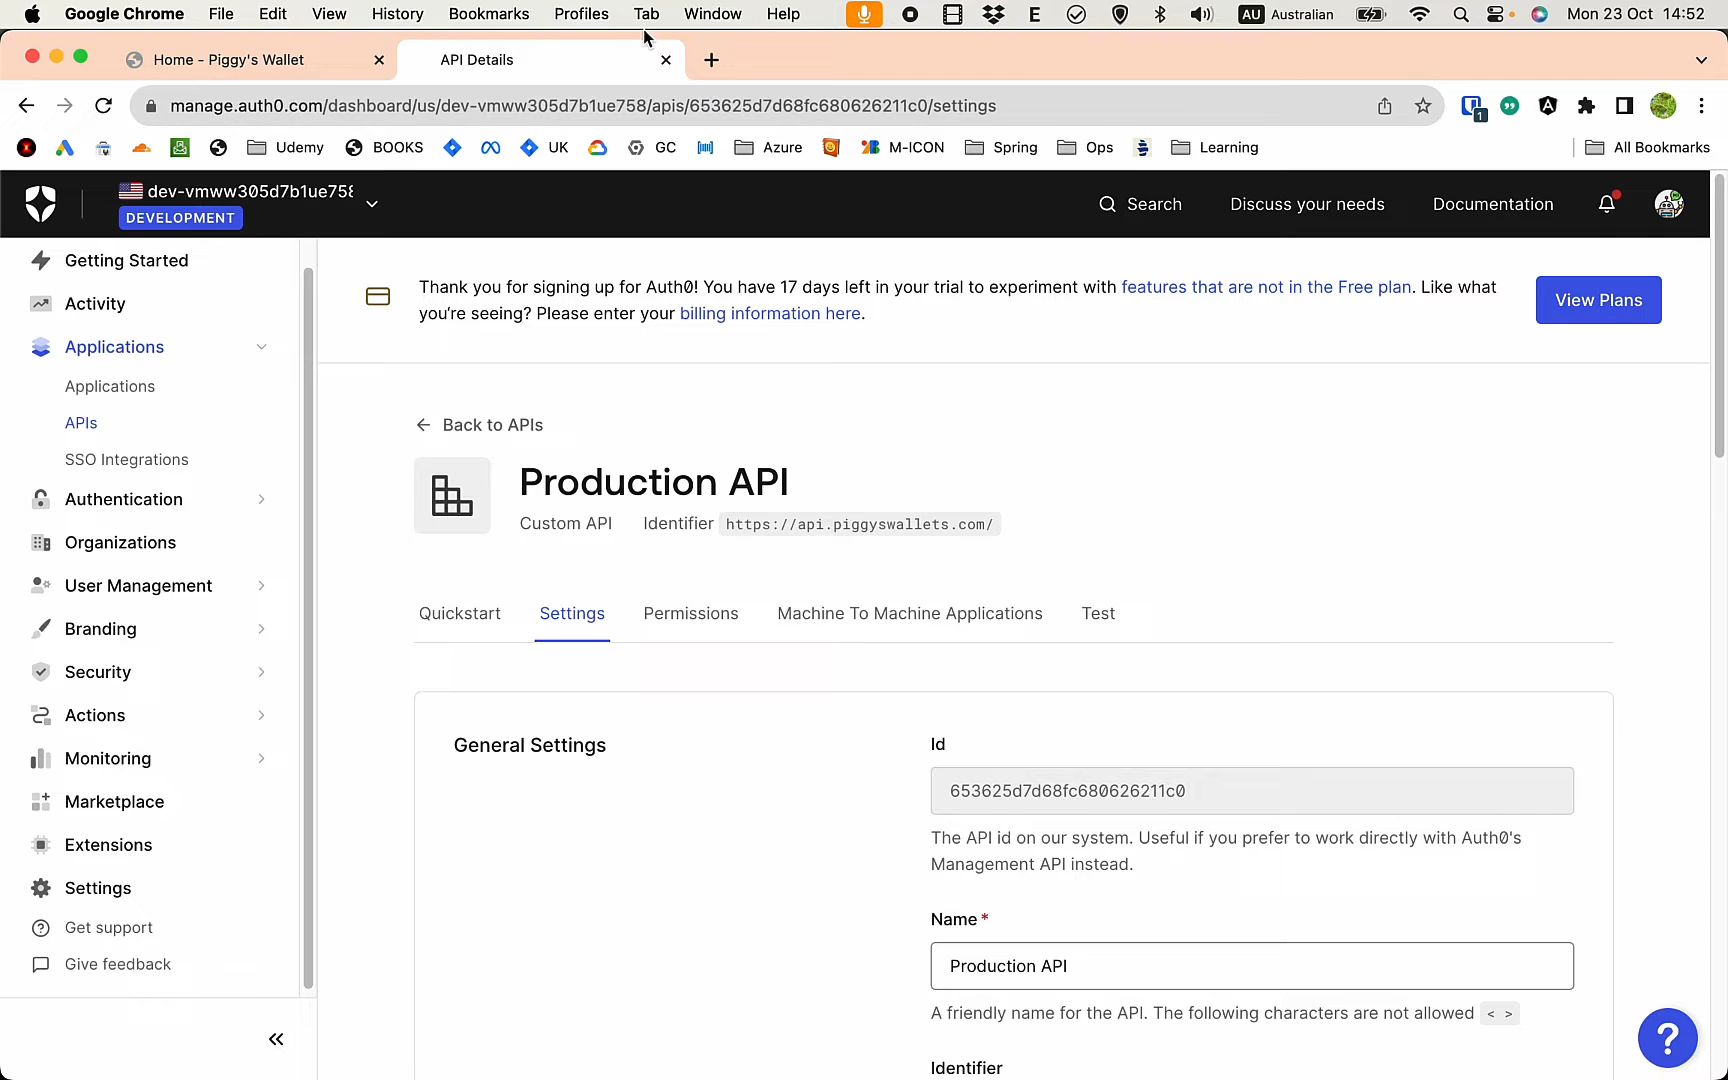 Google Chrome File Edit View History Bookmarks Profiles Tab Window Help E AU Australian Mon 23 Oct 14:52
Home - Piggy's Wallet API Details
manage.auth0.com/dashboard/us/dev-vmww305d7b1ue758/apis/653625d7d68fc680626211c0/settings 1
Udemy BOOKS UK GC Azure M-ICON Spring Ops Learning All Bookmarks
dev-vmww305d7b1ue758
DEVELOPMENT
Search Discuss your needs Documentation
Getting Started
Activity
Applications
Applications
APIs
SSO Integrations
Authentication
Organizations
User Management
Branding
Security
Actions
Monitoring
Marketplace
Extensions
Settings
Get support
Give feedback
Thank you for signing up for Auth0! You have 17 days left in your trial to experiment with features that are not in the Free plan. Like what
you're seeing? Please enter your billing information here.
View Plans
Back to APIs
Production API
Custom API Identifier https://api.piggyswallets.com/
Quickstart Settings Permissions Machine To Machine Applications Test
General Settings
Id
653625d7d68fc680626211c0
The API id on our system. Useful if you prefer to work directly with Auth0's
Management API instead.
Name *
Production API
A friendly name for the API. The following characters are not allowed < >
Identifier
?